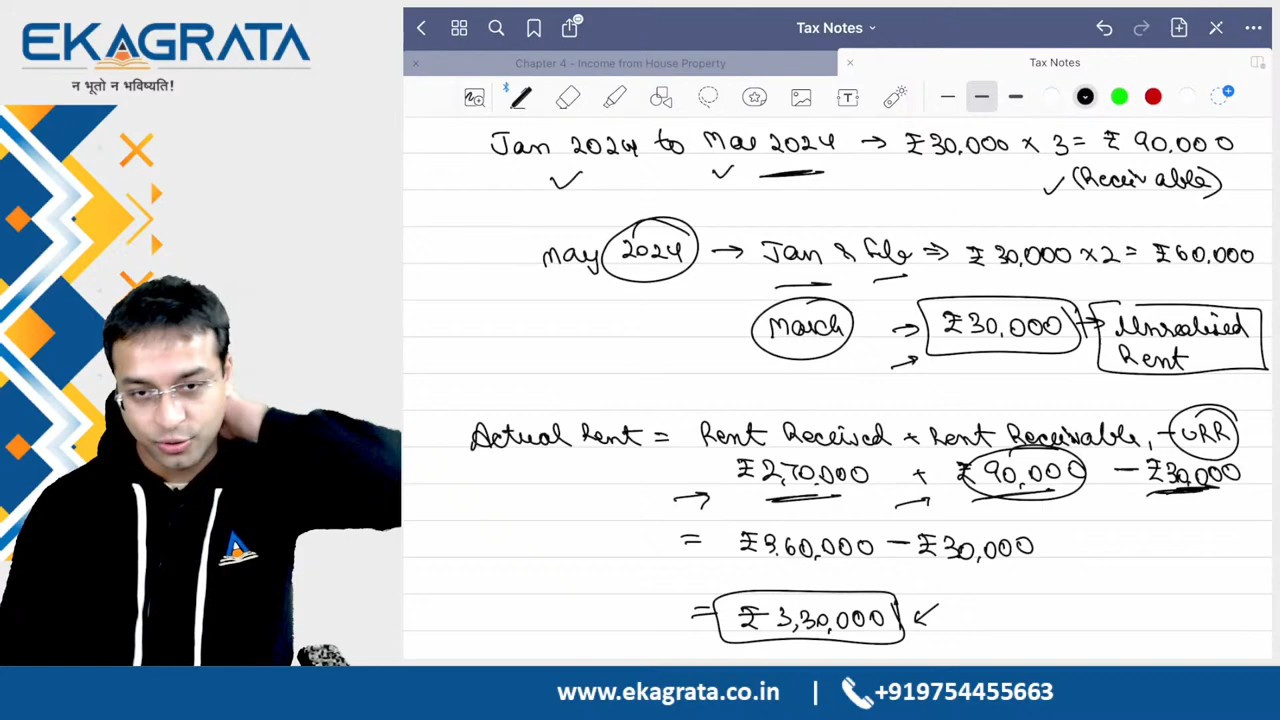 EKAGRATA
न भूतो न भविष्यति!
Tax Notes
Chapter 4 - Income from House Property
Tax Notes
Jan 2024 to Mar 2024 → ₹30,000 x 3 = ₹ 90,000
(Receivable)
may 2024 → Jan & Feb ⇒ ₹30,000 x 2 = ₹60,000
March → ₹30,000 → Unrealised
Rent
Actual Rent = Rent Received + Rent Receivable, - URR
₹2,70,000 + ₹90,000 - ₹30,000
= ₹3,60,000 - ₹30,000
= ₹3,30,000
www.ekagrata.co.in | +919754455663